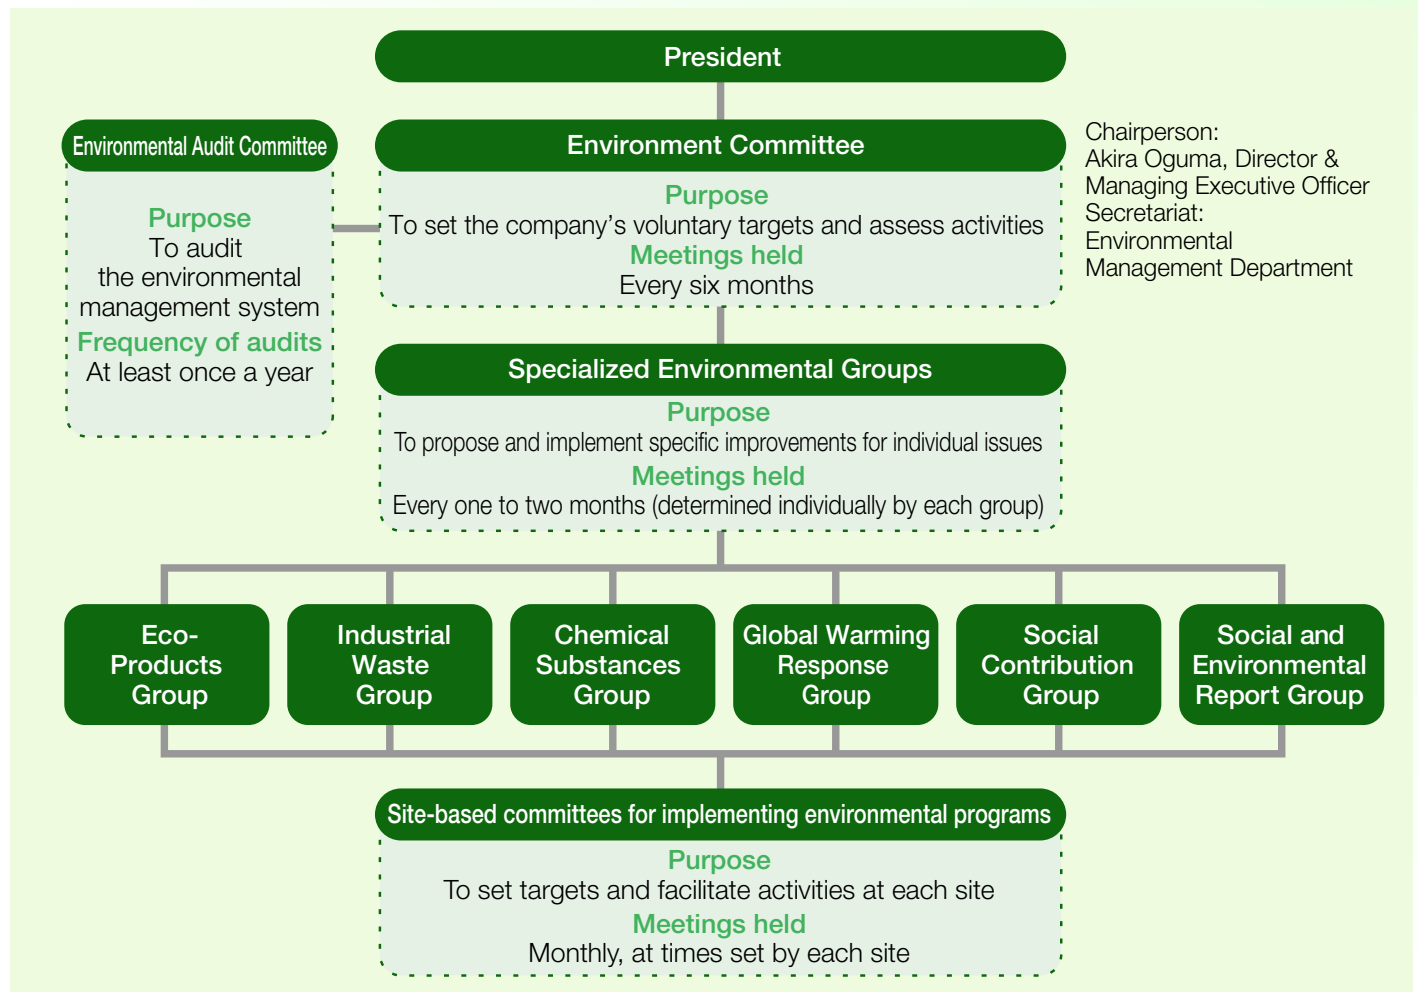 President
Environmental Audit Committee
Purpose
To audit
the environmental
management system
Frequency of audits
At least once a year
Environment Committee
Purpose
To set the company’s voluntary targets and assess activities
Meetings held
Every six months
Chairperson:
Akira Oguma, Director &
Managing Executive Officer
Secretariat:
Environmental
Management Department
Specialized Environmental Groups
Purpose
To propose and implement specific improvements for individual issues
Meetings held
Every one to two months (determined individually by each group)
Eco-
Products
Group
Industrial
Waste
Group
Chemical
Substances
Group
Global Warming
Response
Group
Social
Contribution
Group
Social and
Environmental
Report Group
Site-based committees for implementing environmental programs
Purpose
To set targets and facilitate activities at each site
Meetings held
Monthly, at times set by each site